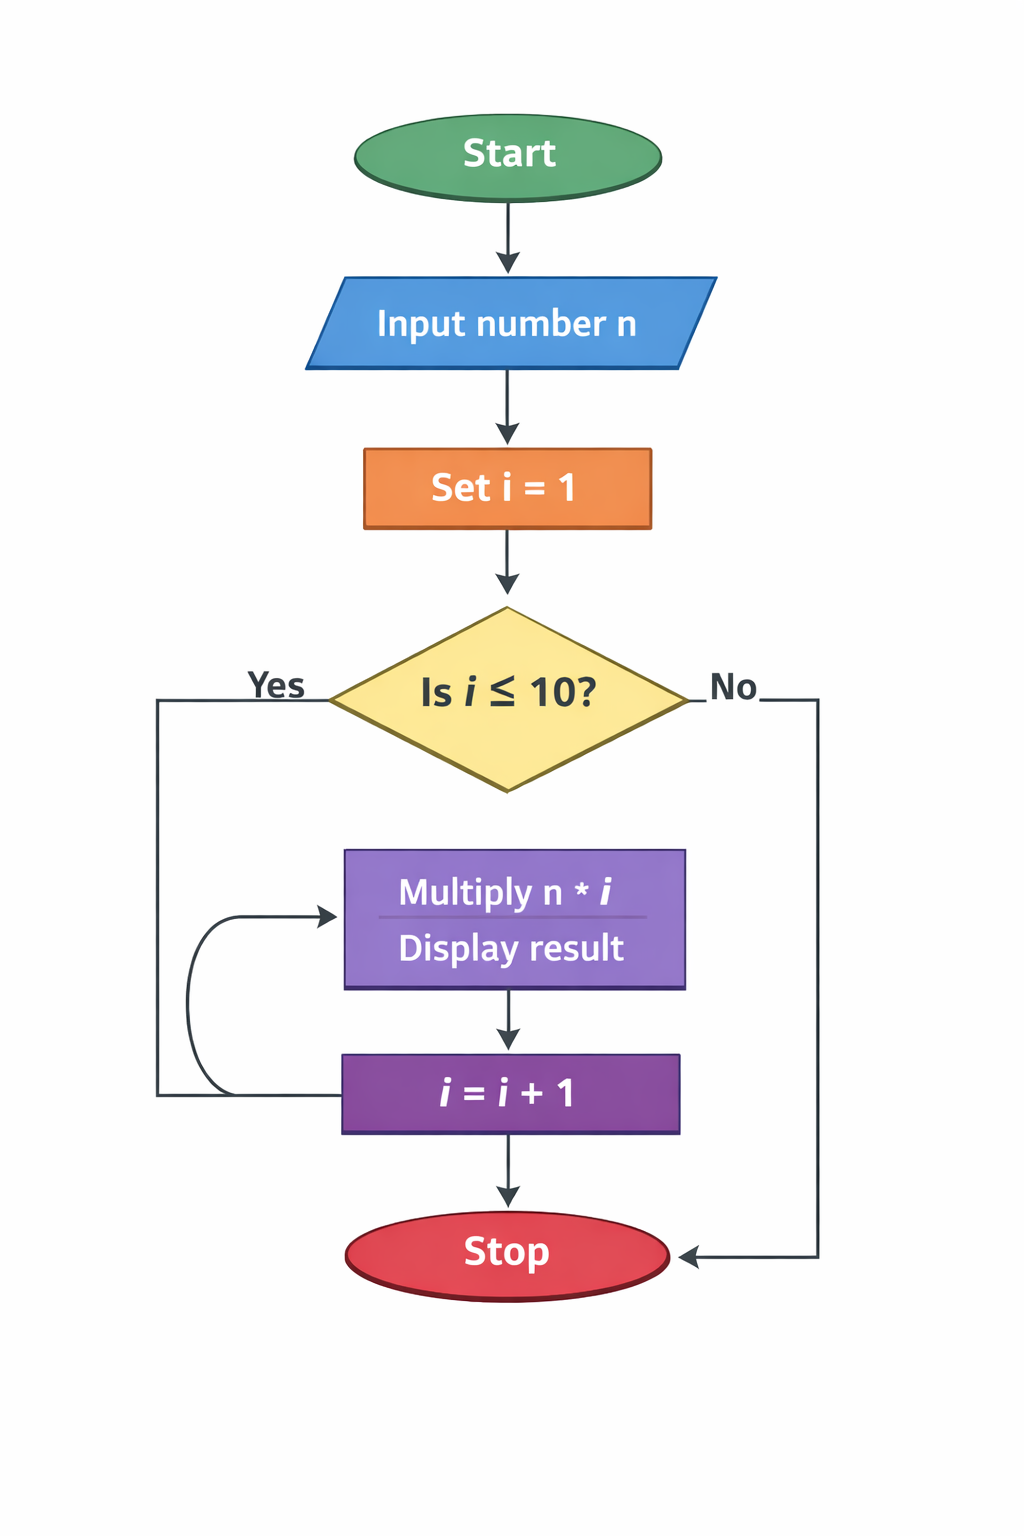 Start
Input number n
Set i = 1
Is i ≤ 10?
Yes
No
Multiply n * i
Display result
i = i + 1
Stop